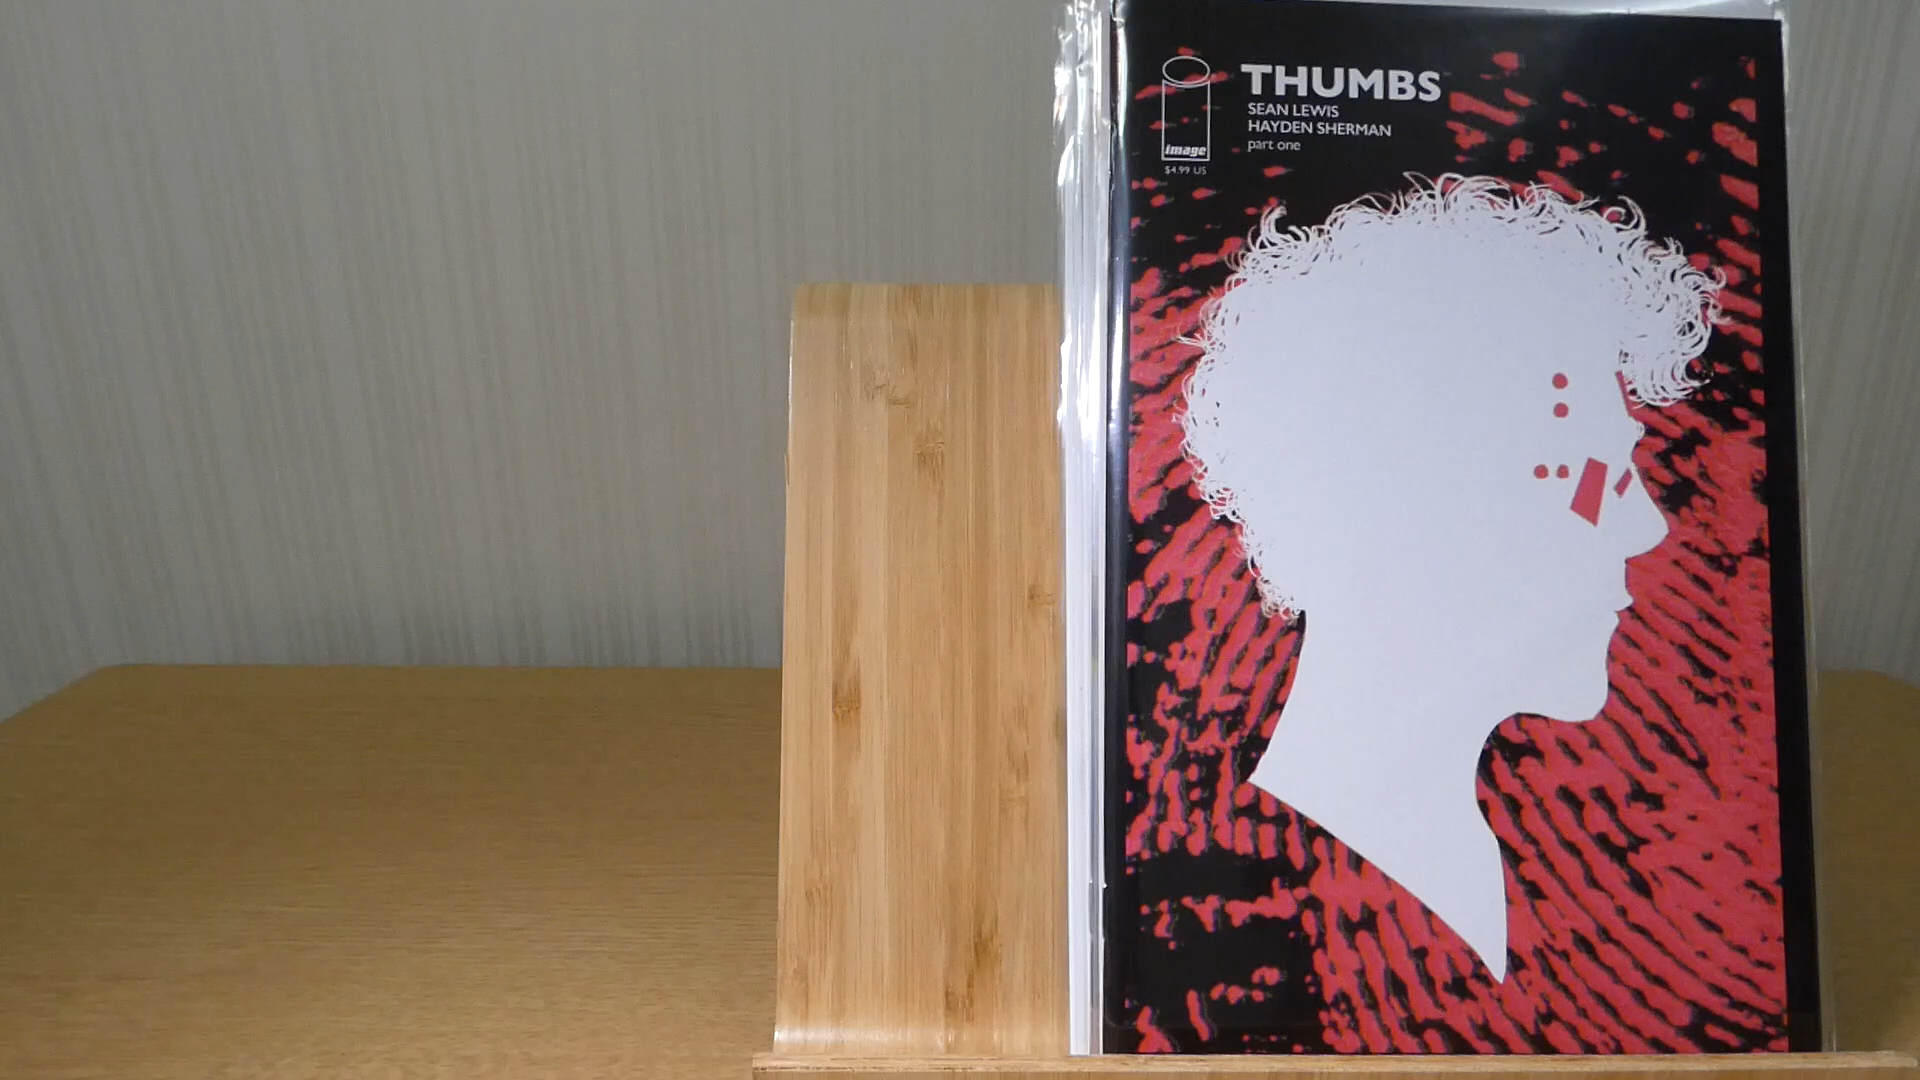 THUMBS
SEAN LEWIS
HAYDEN SHERMAN
part one
image
$4.99 US